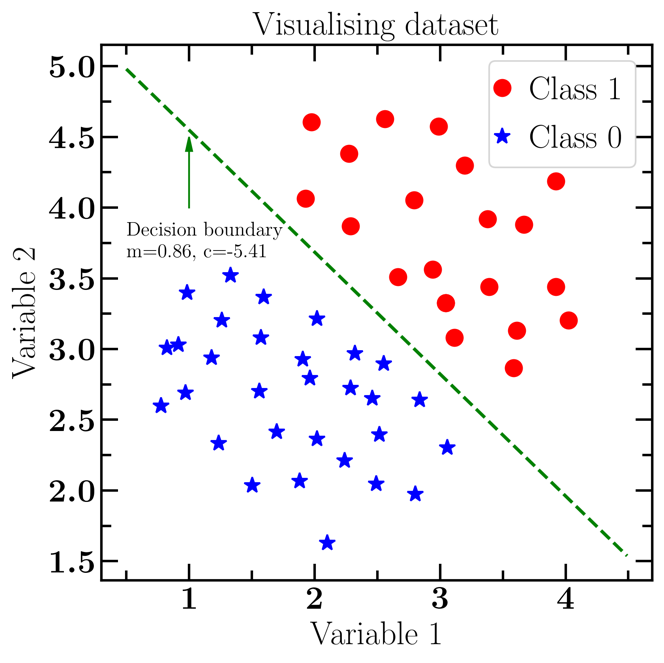 Visualising dataset
Class 1
Class 0
Decision boundary
m=0.86, c=-5.41
Variable 2
5.0
4.5
4.0
3.5
3.0
2.5
2.0
1.5
1
2
3
4
Variable 1